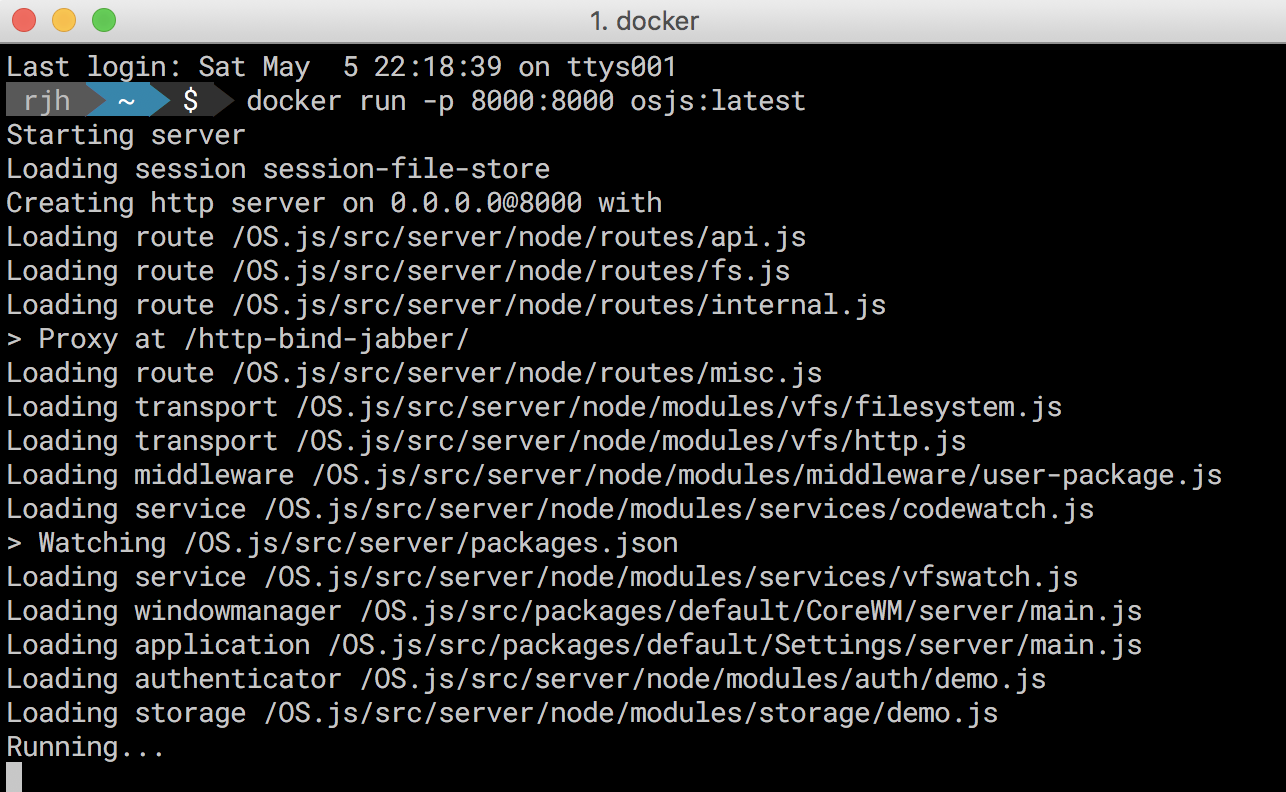 1. docker
Last login: Sat May  5 22:18:39 on ttys001
rjh ~ $ docker run -p 8000:8000 osjs:latest
Starting server
Loading session session-file-store
Creating http server on 0.0.0.0@8000 with
Loading route /OS.js/src/server/node/routes/api.js
Loading route /OS.js/src/server/node/routes/fs.js
Loading route /OS.js/src/server/node/routes/internal.js
> Proxy at /http-bind-jabber/
Loading route /OS.js/src/server/node/routes/misc.js
Loading transport /OS.js/src/server/node/modules/vfs/filesystem.js
Loading transport /OS.js/src/server/node/modules/vfs/http.js
Loading middleware /OS.js/src/server/node/modules/middleware/user-package.js
Loading service /OS.js/src/server/node/modules/services/codewatch.js
> Watching /OS.js/src/server/packages.json
Loading service /OS.js/src/server/node/modules/services/vfswatch.js
Loading windowmanager /OS.js/src/packages/default/CoreWM/server/main.js
Loading application /OS.js/src/packages/default/Settings/server/main.js
Loading authenticator /OS.js/src/server/node/modules/auth/demo.js
Loading storage /OS.js/src/server/node/modules/storage/demo.js
Running...